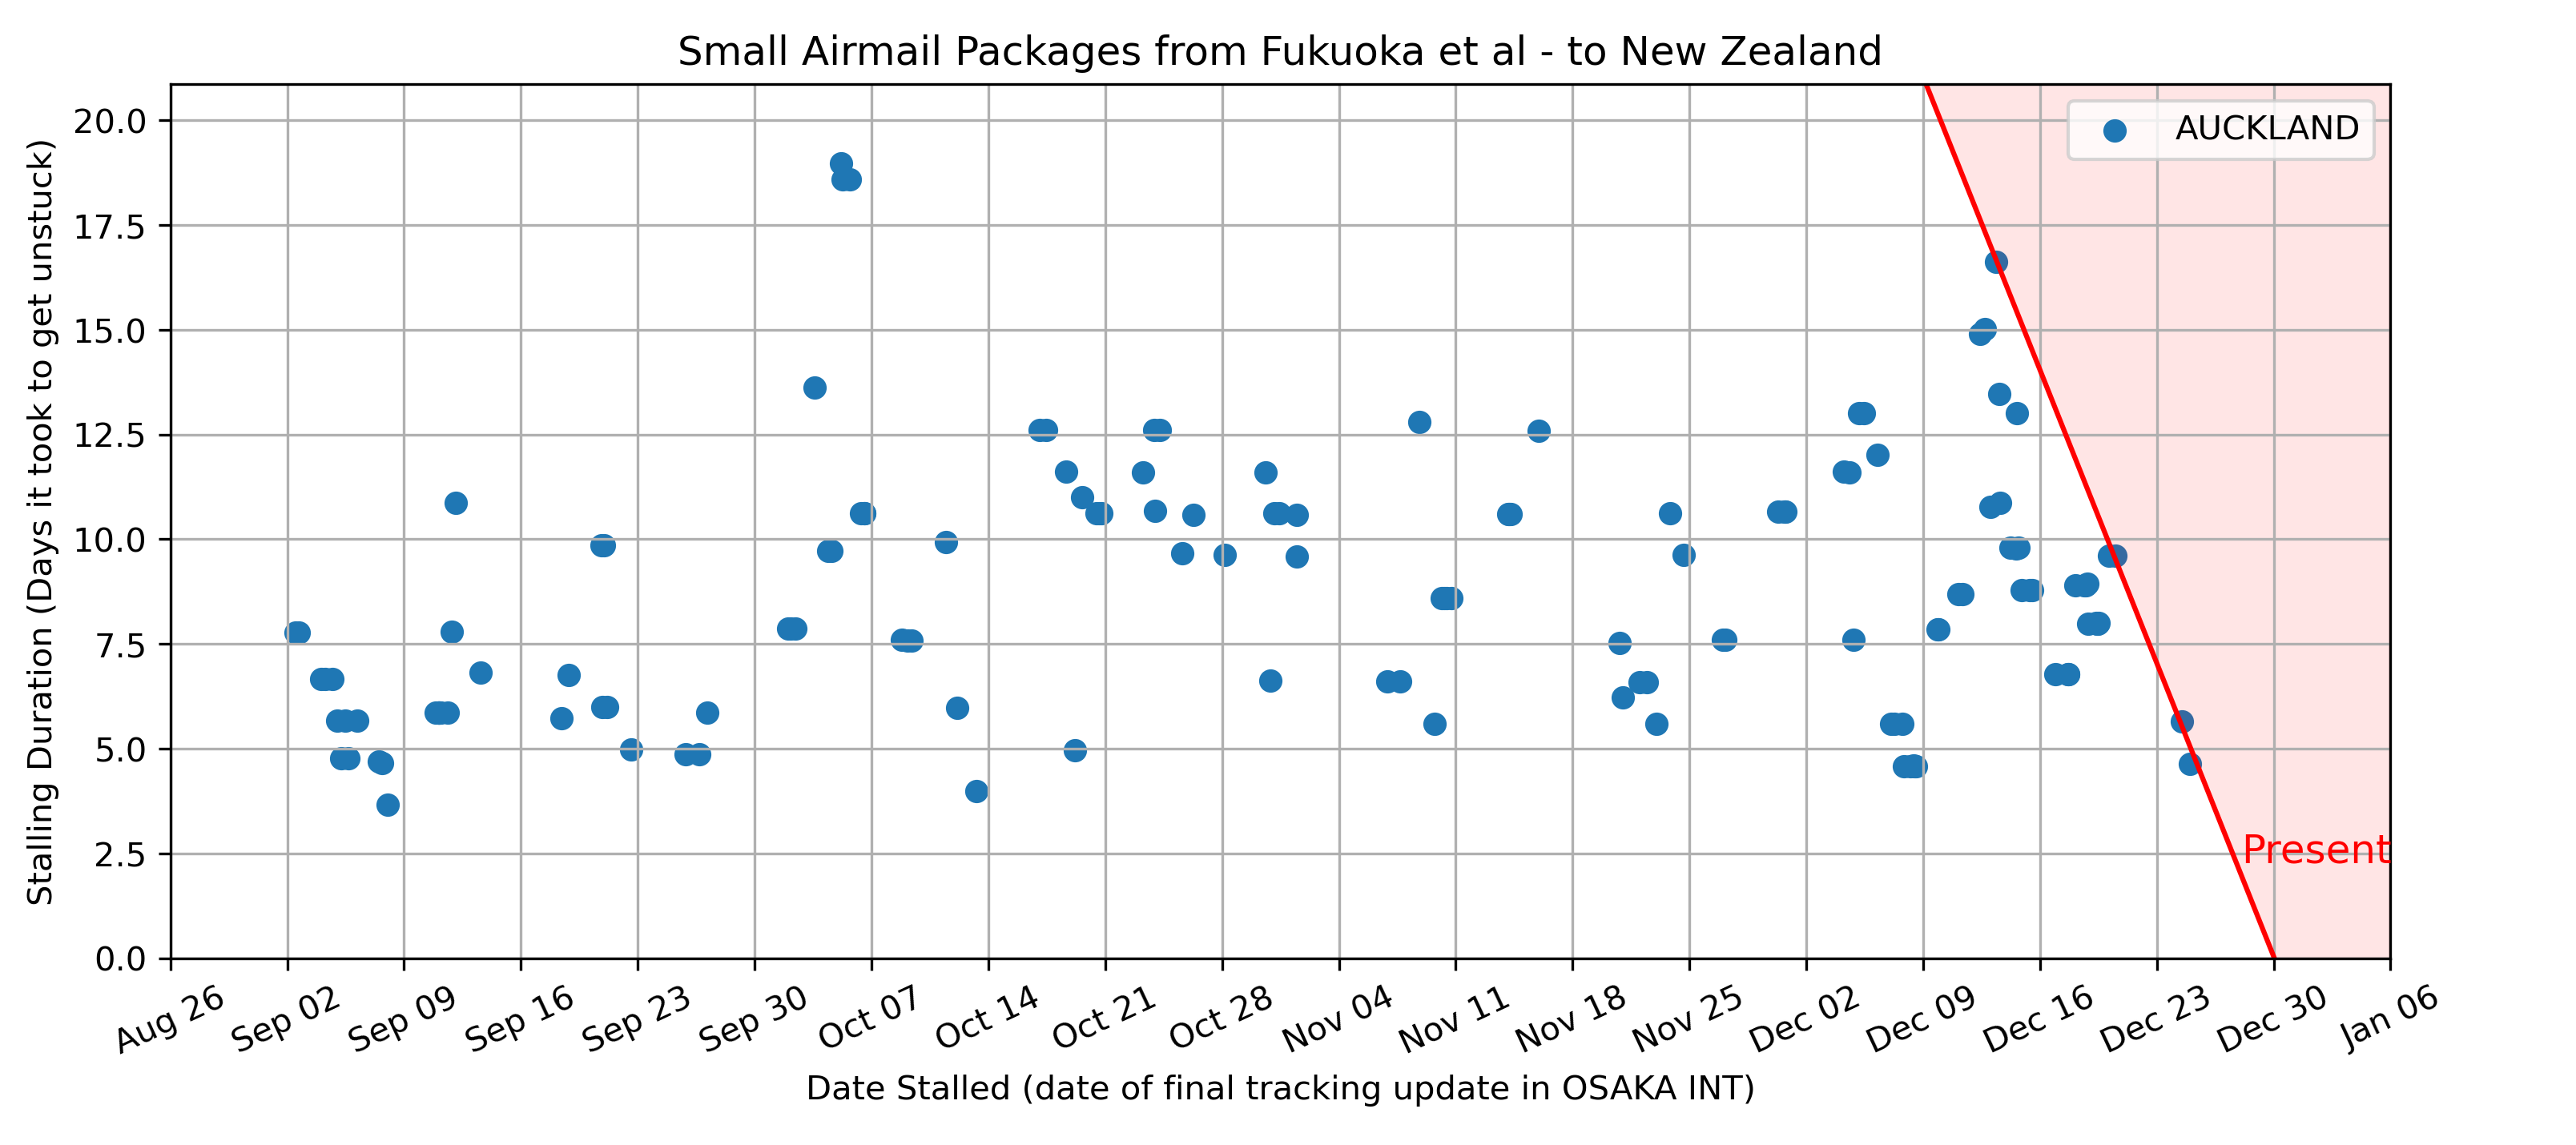 Small Airmail Packages from Fukuoka et al - to New Zealand
AUCKLAND
Stalling Duration (Days it took to get unstuck)
20.0
17.5
15.0
12.5
10.0
7.5
5.0
2.5
0.0
Present
Aug 26
Sep 02
Sep 09
Sep 16
Sep 23
Sep 30
Oct 07
Oct 14
Oct 21
Oct 28
Nov 04
Nov 11
Nov 18
Nov 25
Dec 02
Dec 09
Dec 16
Dec 23
Dec 30
Jan 06
Date Stalled (date of final tracking update in OSAKA INT)